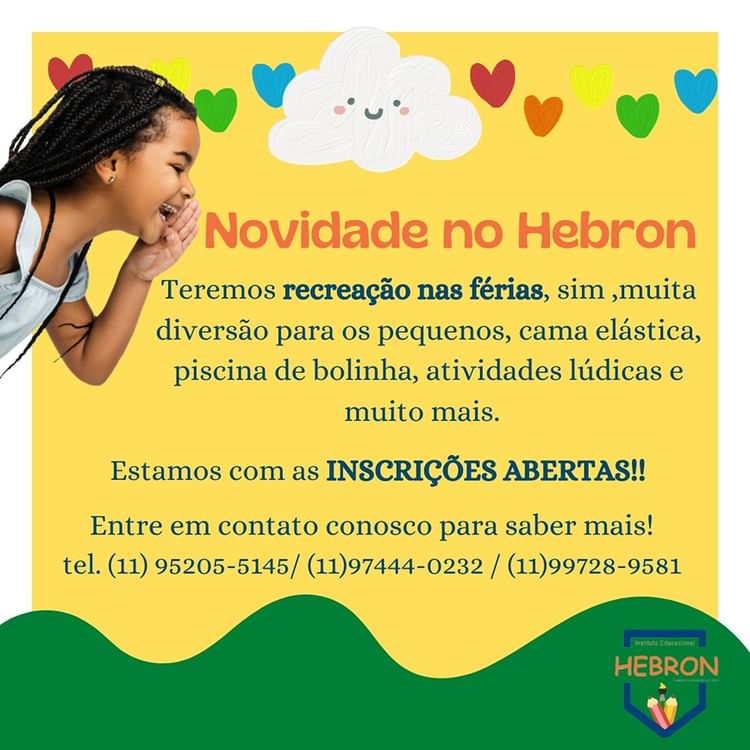 Novidade no Hebron
Teremos recreação nas férias, sim ,muita
diversão para os pequenos, cama elástica,
piscina de bolinha, atividades lúdicas e
muito mais.
Estamos com as INSCRIÇÕES ABERTAS!!
Entre em contato conosco para saber mais!
tel. (11) 95205-5145/ (11)97444-0232 / (11)99728-9581
Instituto Educacional
HEBRON